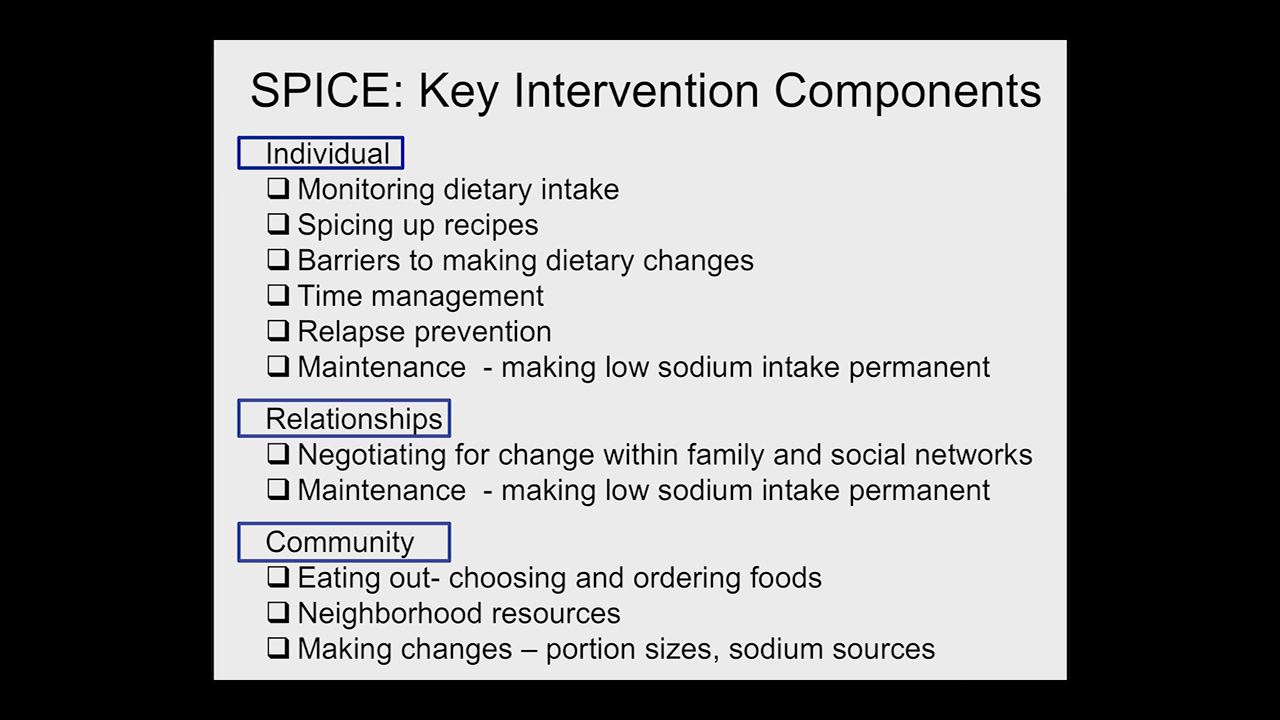 SPICE: Key Intervention Components
Individual
❑ Monitoring dietary intake
❑ Spicing up recipes
❑ Barriers to making dietary changes
❑ Time management
❑ Relapse prevention
❑ Maintenance  - making low sodium intake permanent
Relationships
❑ Negotiating for change within family and social networks
❑ Maintenance  - making low sodium intake permanent
Community
❑ Eating out- choosing and ordering foods
❑ Neighborhood resources
❑ Making changes – portion sizes, sodium sources